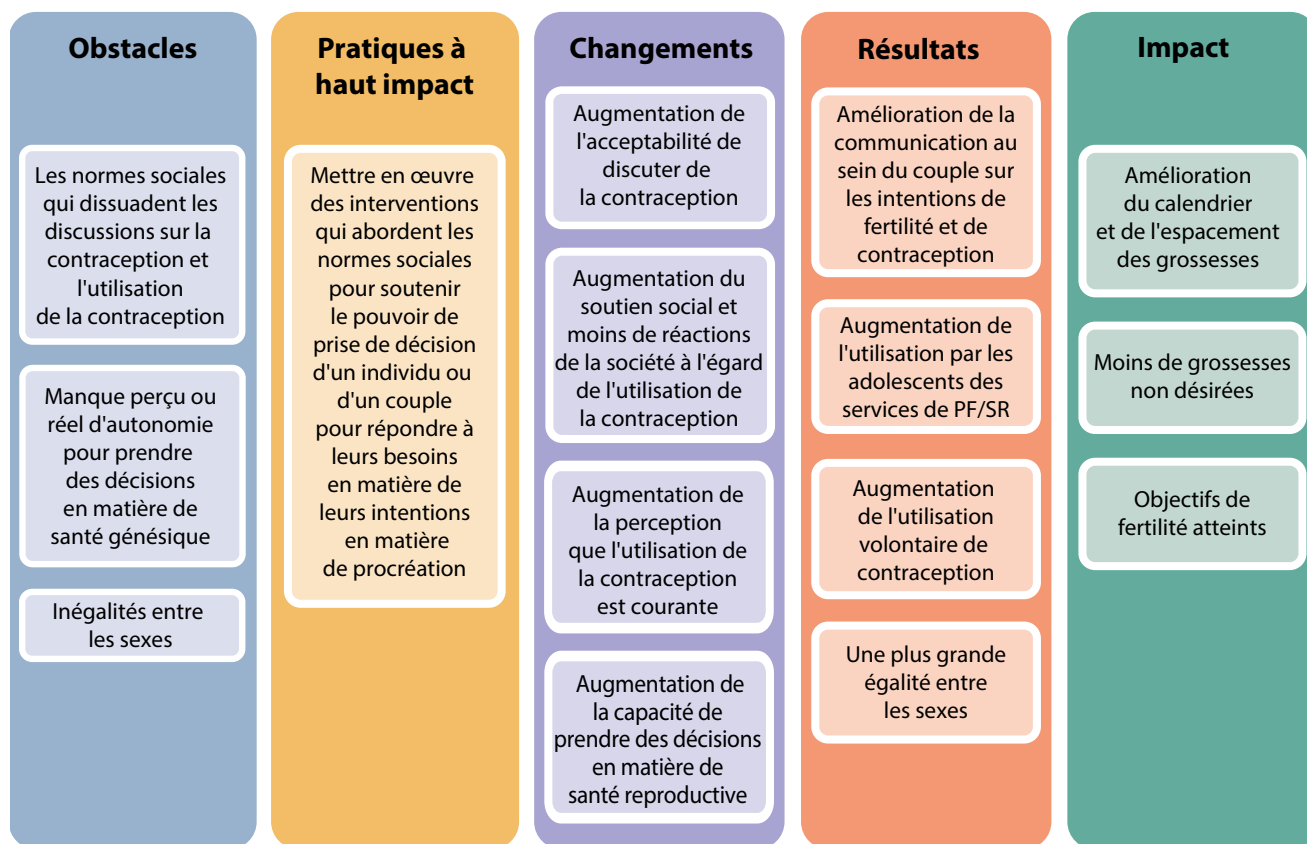 Obstacles
Les normes sociales
qui dissuadent les
discussions sur la
contraception et
l'utilisation
de la contraception
Manque perçu ou
réel d'autonomie
pour prendre
des décisions
en matière de
santé génésique
Inégalités entre
les sexes
Pratiques à
haut impact
Mettre en œuvre
des interventions
qui abordent les
normes sociales
pour soutenir
le pouvoir de
prise de décision
d'un individu ou
d'un couple
pour répondre à
leurs besoins
en matière de
leurs intentions
en matière
de procréation
Changements
Augmentation de
l'acceptabilité de
discuter de
la contraception
Augmentation du
soutien social et
moins de réactions
de la société à l'égard
de l'utilisation de
la contraception
Augmentation de
la perception
que l'utilisation de
la contraception
est courante
Augmentation de
la capacité de
prendre des décisions
en matière de
santé reproductive
Résultats
Amélioration de la
communication au
sein du couple sur
les intentions de
fertilité et de
contraception
Augmentation de
l'utilisation par les
adolescents des
services de PF/SR
Augmentation
de l'utilisation
volontaire de
contraception
Une plus grande
égalité entre
les sexes
Impact
Amélioration
du calendrier
et de l'espacement
des grossesses
Moins de grossesses
non désirées
Objectifs de
fertilité atteints